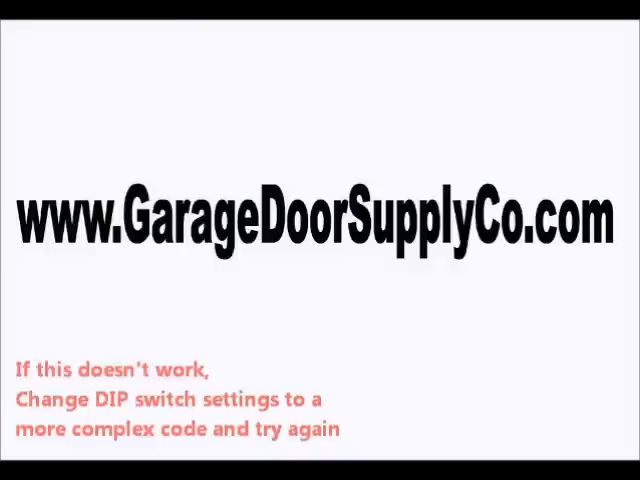 www.GarageDoorSupplyCo.com
If this doesn't work,
Change DIP switch settings to a
more complex code and try again